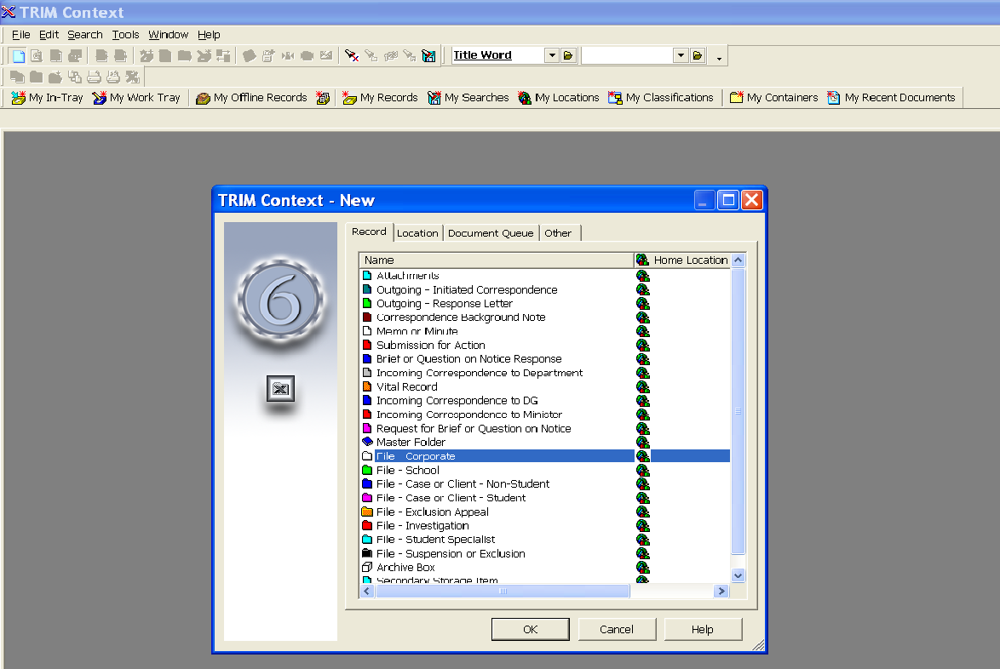 TRIM Context
File Edit Search Tools Window Help
Title Word
My In-Tray My Work Tray My Offline Records My Records My Searches My Locations My Classifications My Containers My Recent Documents
TRIM Context - New
Record Location Document Queue Other
Name Home Location
Attachments
Outgoing - Initiated Correspondence
Outgoing - Response Letter
Correspondence Background Note
Memo or Minute
Submission for Action
Brief or Question on Notice Response
Incoming Correspondence to Department
Vital Record
Incoming Correspondence to DG
Incoming Correspondence to Minister
Request for Brief or Question on Notice
Master Folder
File - Corporate
File - School
File - Case or Client - Non-Student
File - Case or Client - Student
File - Exclusion Appeal
File - Investigation
File - Student Specialist
File - Suspension or Exclusion
Archive Box
Secondary Storage Item
6
OK Cancel Help